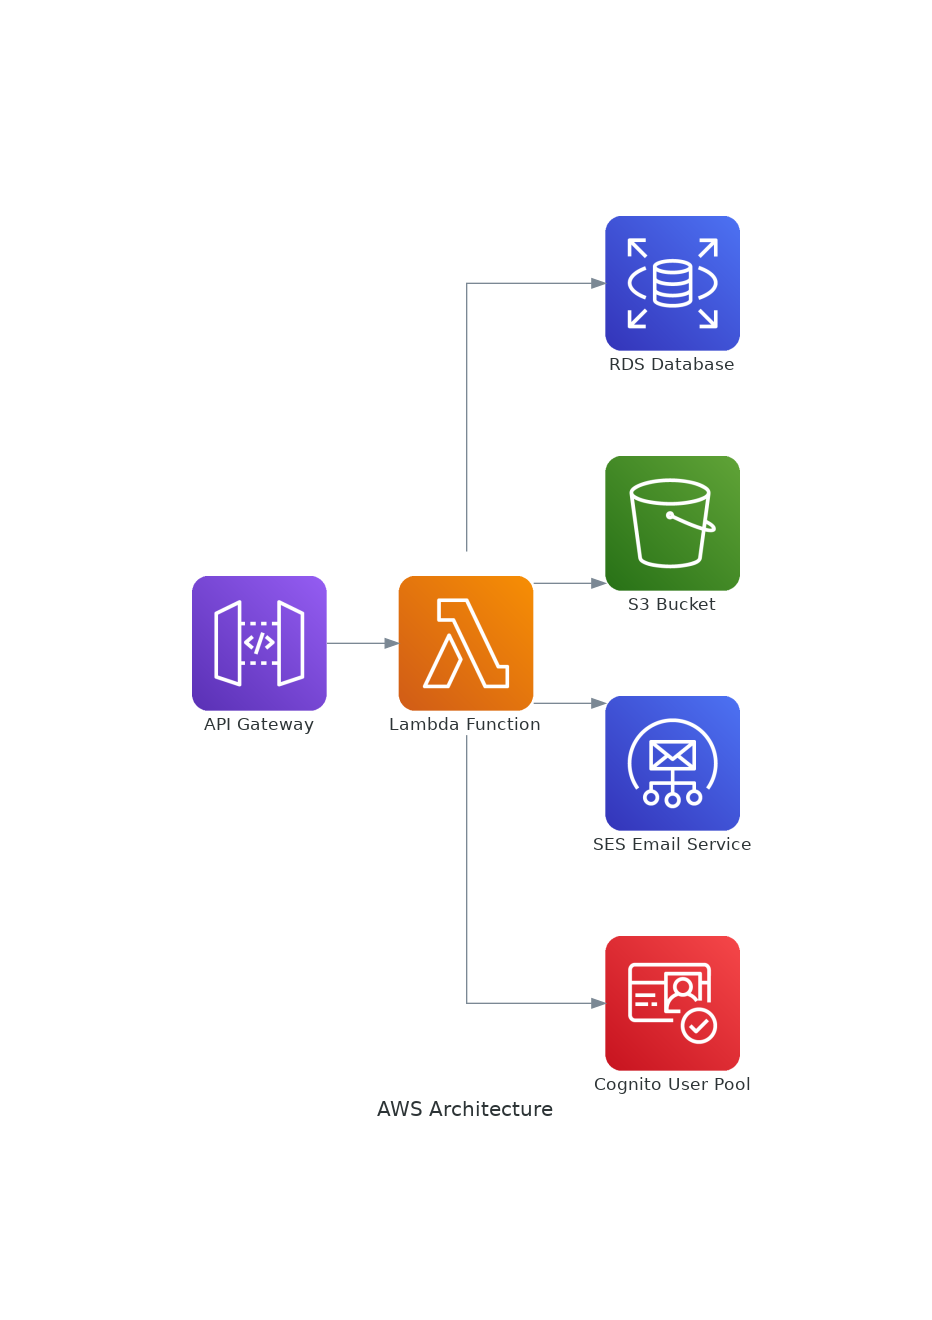 RDS Database
S3 Bucket
API Gateway
Lambda Function
SES Email Service
Cognito User Pool
AWS Architecture